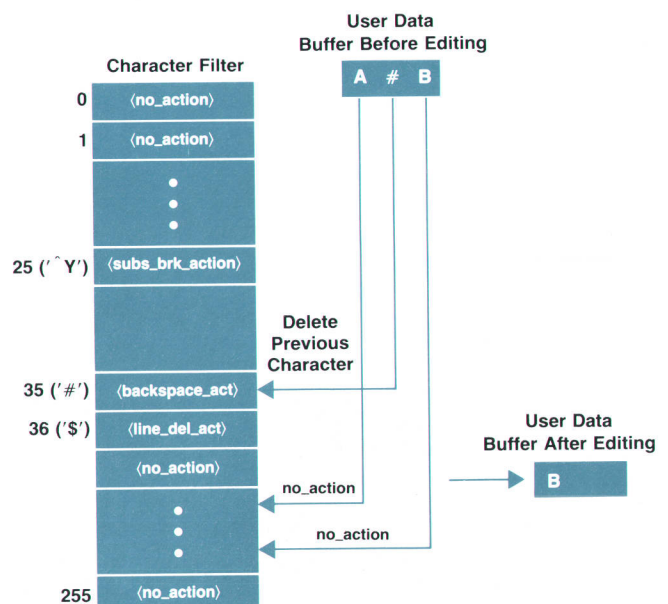 User Data
Buffer Before Editing
A # B
Character Filter
0 ⟨no_action⟩
1 ⟨no_action⟩
25 ('^Y') ⟨subs_brk_action⟩
Delete
Previous
Character
35 ('#') ⟨backspace_act⟩
36 ('$') ⟨line_del_act⟩
⟨no_action⟩
User Data
Buffer After Editing
B
no_action
no_action
255 ⟨no_action⟩